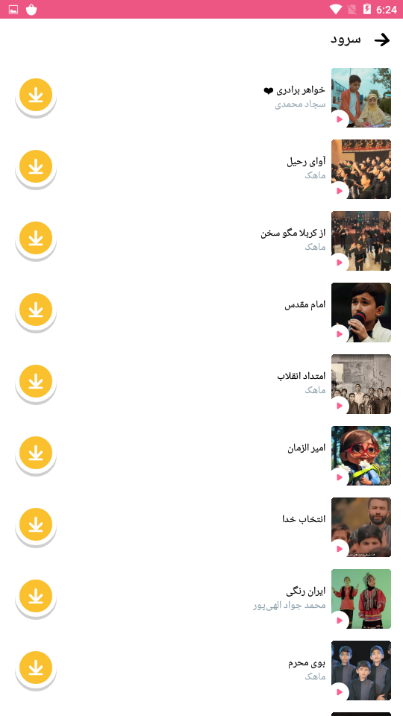 6:24
سرود
خواهر برادری ❤
سجاد محمدی
آوای رحیل
ماهک
از کربلا مگو سخن
ماهک
امام مقدس
امتداد انقلاب
ماهک
امیر الزمان
انتخاب خدا
ایران رنگی
محمد جواد الهی‌پور
بوی محرم
ماهک